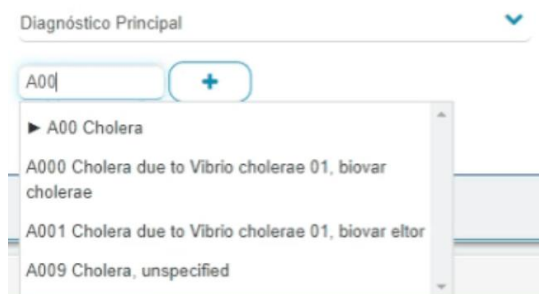 Diagnóstico Principal
A00
+
► A00 Cholera
A000 Cholera due to Vibrio cholerae 01, biovar
cholerae
A001 Cholera due to Vibrio cholerae 01, biovar eltor
A009 Cholera, unspecified